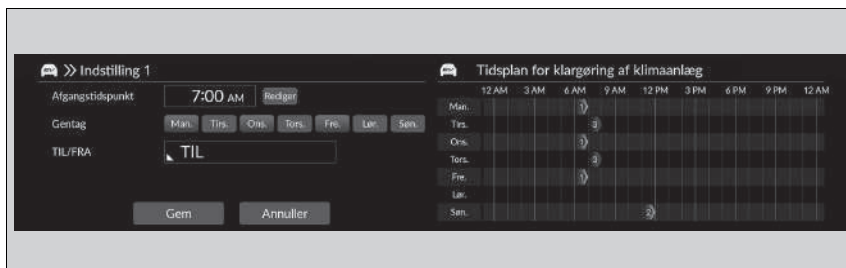 Indstilling 1
Afgangstidspunkt 7:00 AM Rediger
Gentag Man. Tirs. Ons. Tors. Fre. Lør. Søn.
TIL/FRA TIL
Gem Annuller
Tidsplan for klargøring af klimaanlæg
12 AM 3 AM 6 AM 9 AM 12 PM 3 PM 6 PM 9 PM 12 AM
Man. 1
Tirs. 3
Ons. 1
Tors. 3
Fre. 1
Lør.
Søn. 2